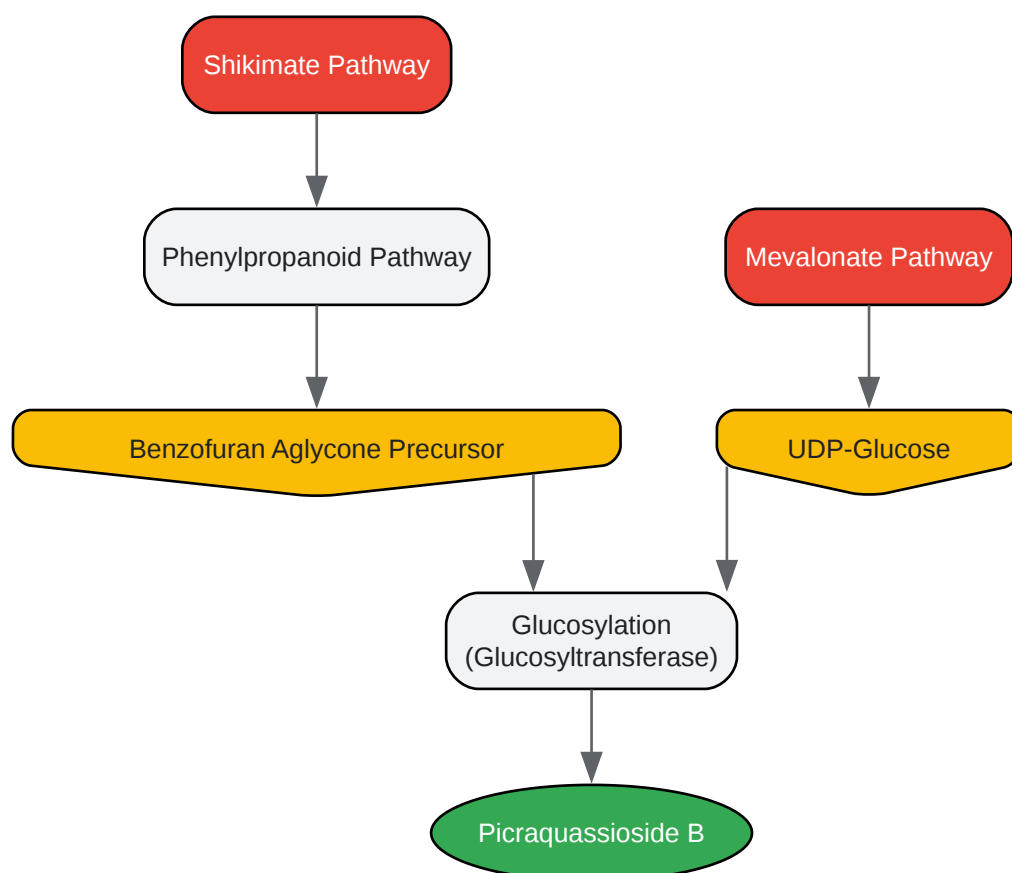 Shikimate Pathway
Phenylpropanoid Pathway
Mevalonate Pathway
Benzofuran Aglycone Precursor
UDP-Glucose
Glucosylation
(Glucosyltransferase)
Picraquassioside B